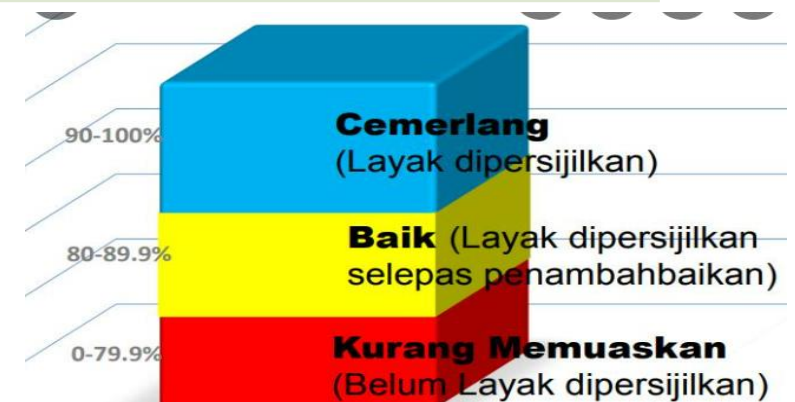 90-100%
Cemerlang
(Layak dipersijilkan)
80-89.9%
Baik (Layak dipersijilkan
selepas penambahbaikan)
0-79.9%
Kurang Memuaskan
(Belum Layak dipersijilkan)